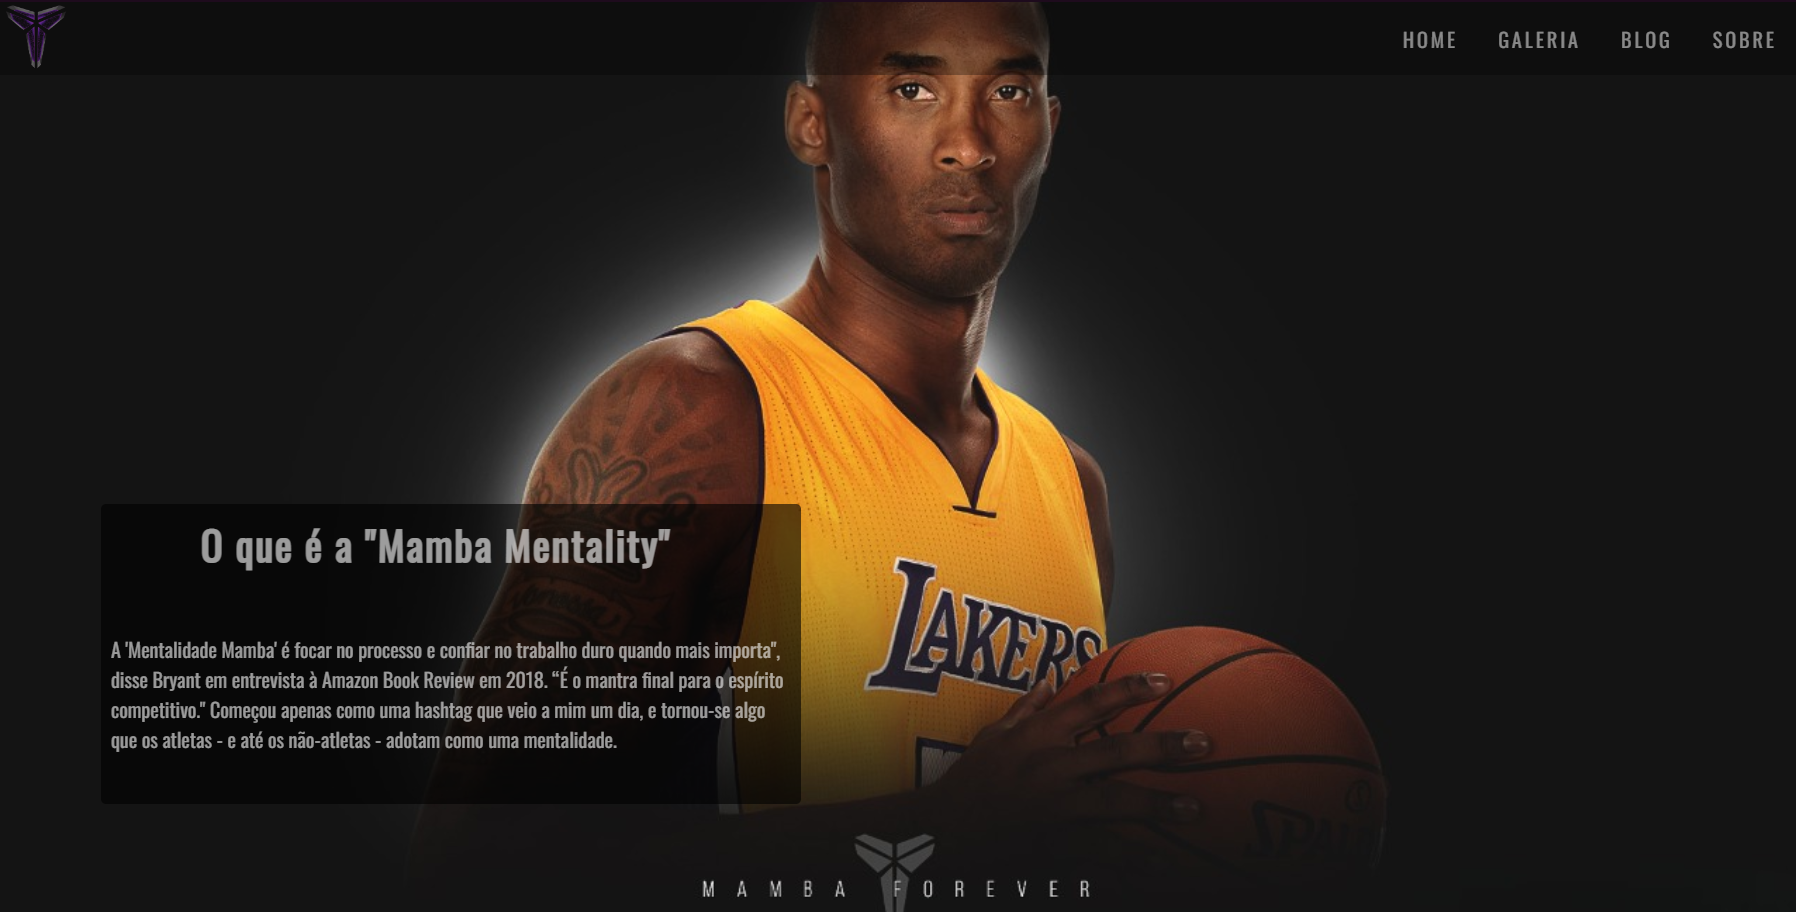 HOME GALERIA BLOG SOBRE
O que é a "Mamba Mentality"
A 'Mentalidade Mamba' é focar no processo e confiar no trabalho duro quando mais importa",
disse Bryant em entrevista à Amazon Book Review em 2018. “É o mantra final para o espírito
competitivo." Começou apenas como uma hashtag que veio a mim um dia, e tornou-se algo
que os atletas - e até os não-atletas - adotam como uma mentalidade.
LAKERS
MAMBA FOREVER